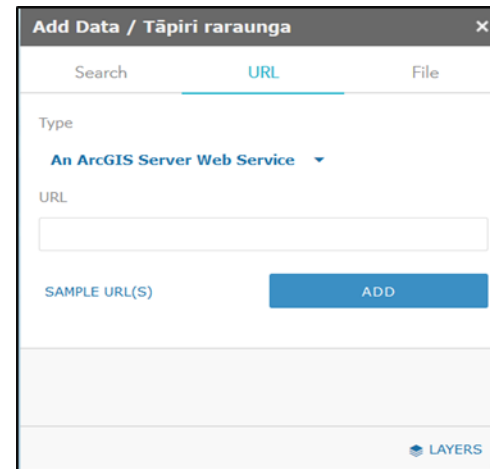 Add Data / Tāpiri raraunga ×
Search URL File
Type
An ArcGIS Server Web Service
URL
SAMPLE URL(S) ADD
LAYERS